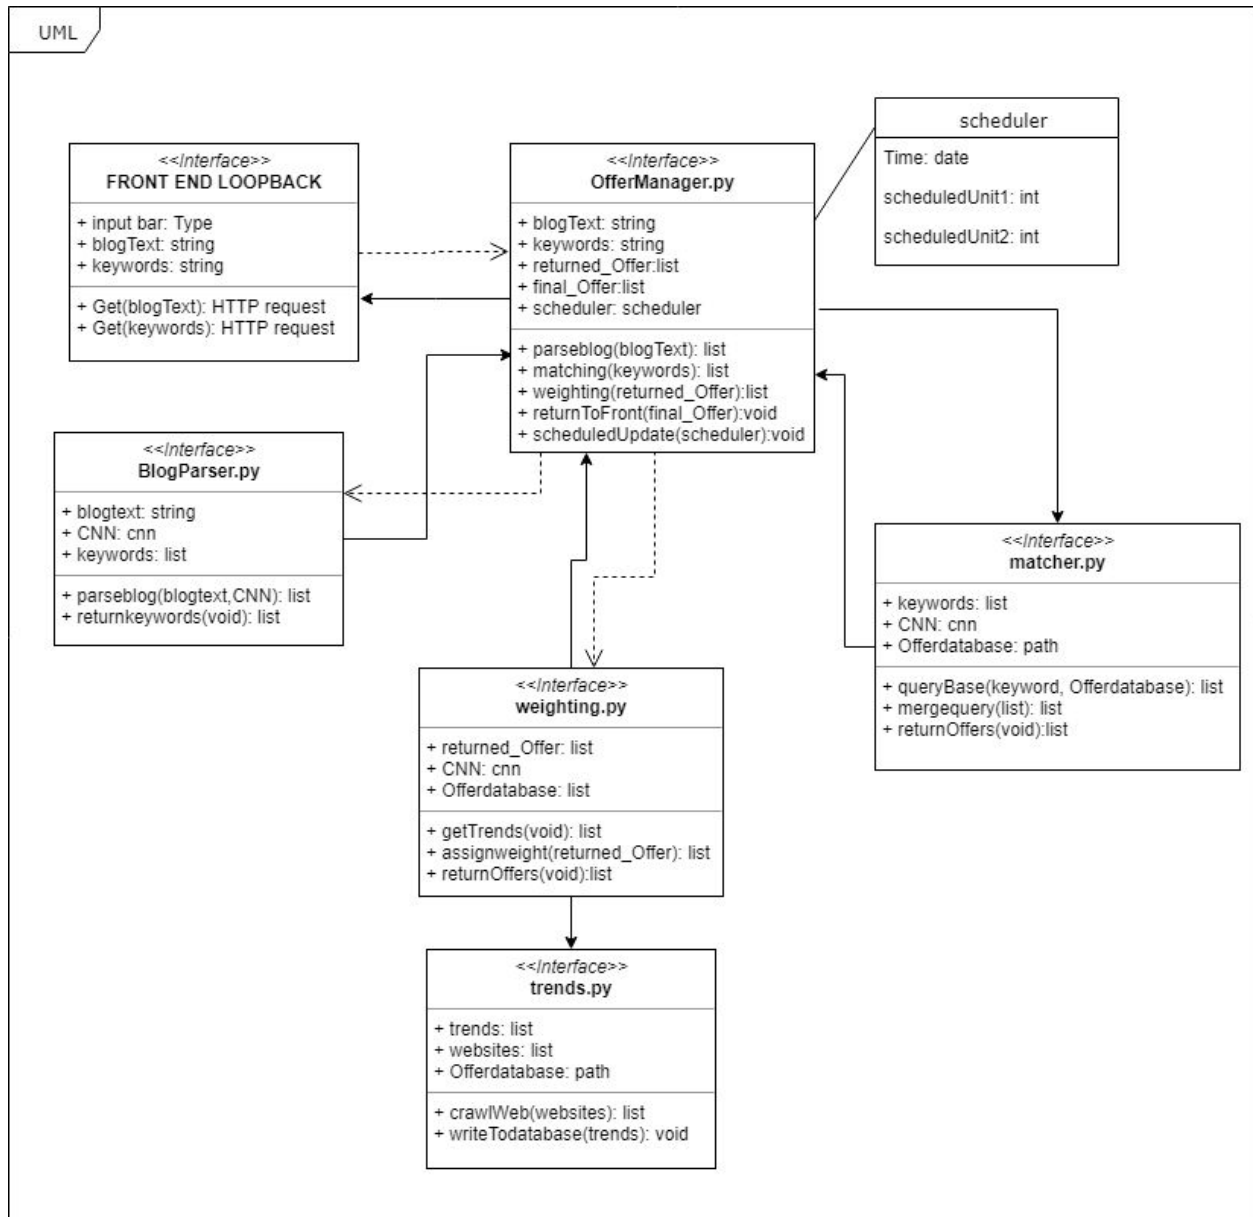 UML
scheduler
Time: date
scheduledUnit1: int
scheduledUnit2: int
<<Interface>>
FRONT END LOOPBACK
+ input bar: Type
+ blogText: string
+ keywords: string
+ Get(blogText): HTTP request
+ Get(keywords): HTTP request
<<Interface>>
OfferManager.py
+ blogText: string
+ keywords: string
+ returned_Offer:list
+ final_Offer:list
+ scheduler: scheduler
+ parseblog(blogText): list
+ matching(keywords): list
+ weighting(returned_Offer):list
+ returnToFront(final_Offer):void
+ scheduledUpdate(scheduler):void
<<Interface>>
BlogParser.py
+ blogtext: string
+ CNN: cnn
+ keywords: list
+ parseblog(blogtext,CNN): list
+ returnkeywords(void): list
<<Interface>>
matcher.py
+ keywords: list
+ CNN: cnn
+ Offerdatabase: path
+ queryBase(keyword, Offerdatabase): list
+ mergequery(list): list
+ returnOffers(void):list
<<Interface>>
weighting.py
+ returned_Offer: list
+ CNN: cnn
+ Offerdatabase: list
+ getTrends(void): list
+ assignweight(returned_Offer): list
+ returnOffers(void):list
<<Interface>>
trends.py
+ trends: list
+ websites: list
+ Offerdatabase: path
+ crawlWeb(websites): list
+ writeTodatabase(trends): void